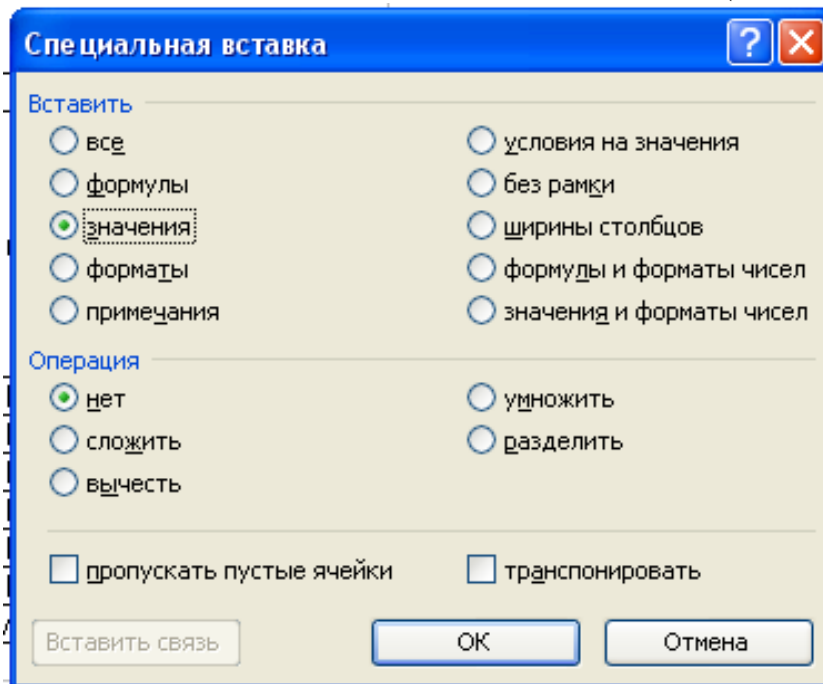 Специальная вставка
Вставить
все
условия на значения
формулы
без рамки
значения
ширины столбцов
форматы
формулы и форматы чисел
примечания
значения и форматы чисел
Операция
нет
умножить
сложить
разделить
вычесть
пропускать пустые ячейки
транспонировать
Вставить связь
ОК
Отмена